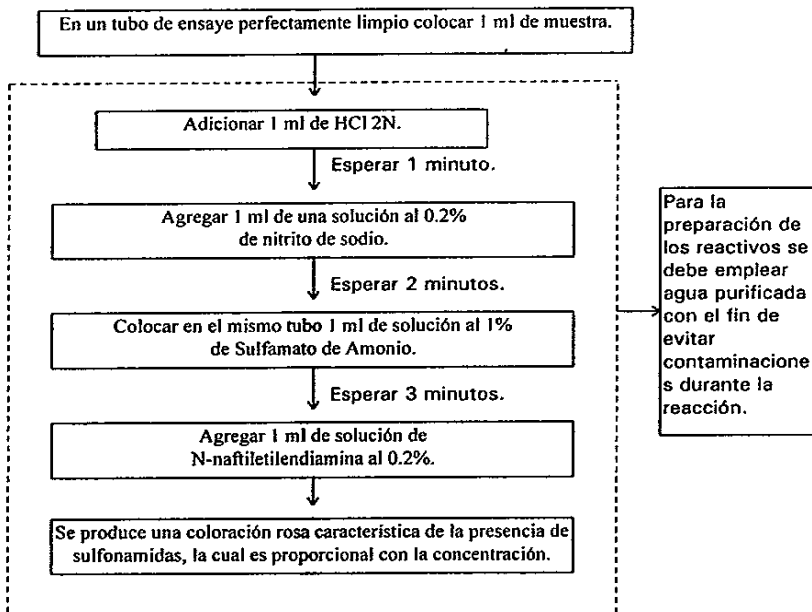 En un tubo de ensaye perfectamente limpio colocar 1 ml de muestra.
Adicionar 1 ml de HCl 2N.
Esperar 1 minuto.
Agregar 1 ml de una solución al 0.2%
de nitrito de sodio.
Esperar 2 minutos.
Colocar en el mismo tubo 1 ml de solución al 1%
de Sulfamato de Amonio.
Esperar 3 minutos.
Agregar 1 ml de solución de
N-naftiletilendiamina al 0.2%.
Se produce una coloración rosa característica de la presencia de
sulfonamidas, la cual es proporcional con la concentración.
Para la
preparación de
los reactivos se
debe emplear
agua purificada
con el fin de
evitar
contaminacione
s durante la
reacción.